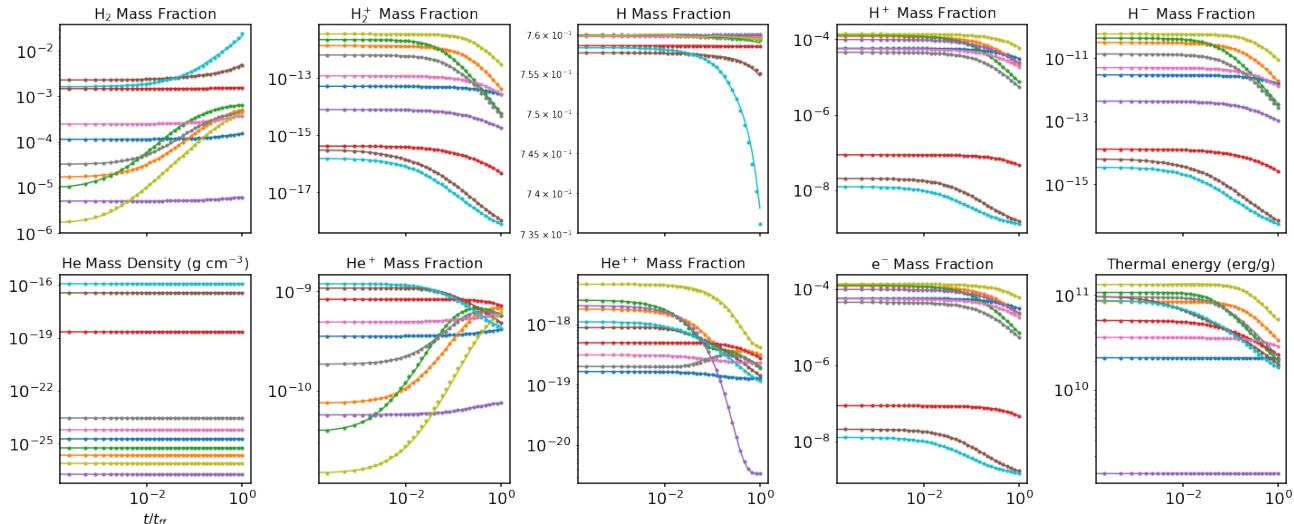 H₂ Mass Fraction
10⁻²
10⁻³
10⁻⁴
10⁻⁵
10⁻⁶
H₂⁺ Mass Fraction
10⁻¹³
10⁻¹⁵
10⁻¹⁷
H Mass Fraction
7.6 × 10⁻¹
7.55 × 10⁻¹
7.5 × 10⁻¹
7.45 × 10⁻¹
7.4 × 10⁻¹
7.35 × 10⁻¹
H⁺ Mass Fraction
10⁻⁴
10⁻⁶
10⁻⁸
H⁻ Mass Fraction
10⁻¹¹
10⁻¹³
10⁻¹⁵
He Mass Density (g cm⁻³)
10⁻¹⁶
10⁻¹⁹
10⁻²²
10⁻²⁵
10⁻² 10⁰
t/t_ff
He⁺ Mass Fraction
10⁻⁹
10⁻¹⁰
10⁻² 10⁰
He⁺⁺ Mass Fraction
10⁻¹⁸
10⁻¹⁹
10⁻²⁰
10⁻² 10⁰
e⁻ Mass Fraction
10⁻⁴
10⁻⁶
10⁻⁸
10⁻² 10⁰
Thermal energy (erg/g)
10¹¹
10¹⁰
10⁻² 10⁰